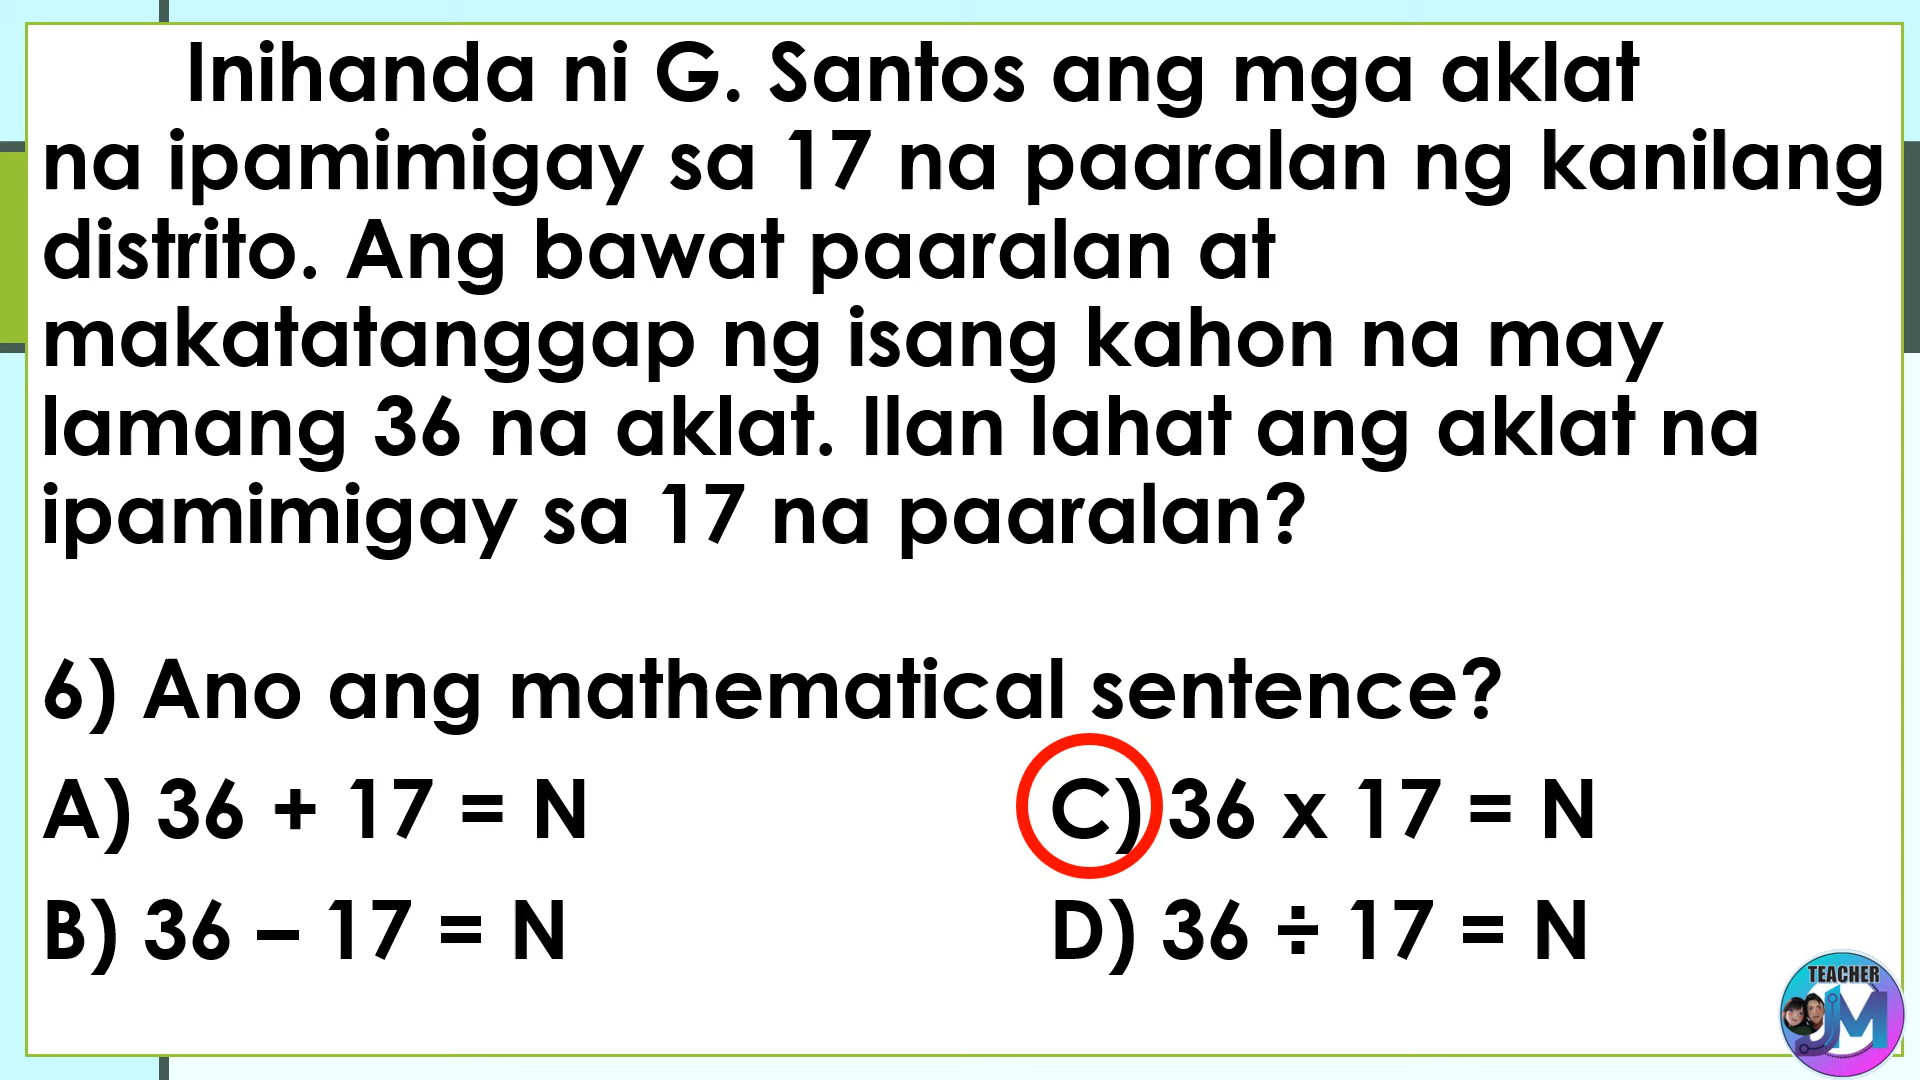 Inihanda ni G. Santos ang mga aklat
na ipamimigay sa 17 na paaralan ng kanilang
distrito. Ang bawat paaralan at
makatatanggap ng isang kahon na may
lamang 36 na aklat. Ilan lahat ang aklat na
ipamimigay sa 17 na paaralan?
6) Ano ang mathematical sentence?
A) 36 + 17 = N
C) 36 x 17 = N
B) 36 – 17 = N
D) 36 ÷ 17 = N
TEACHER
JM